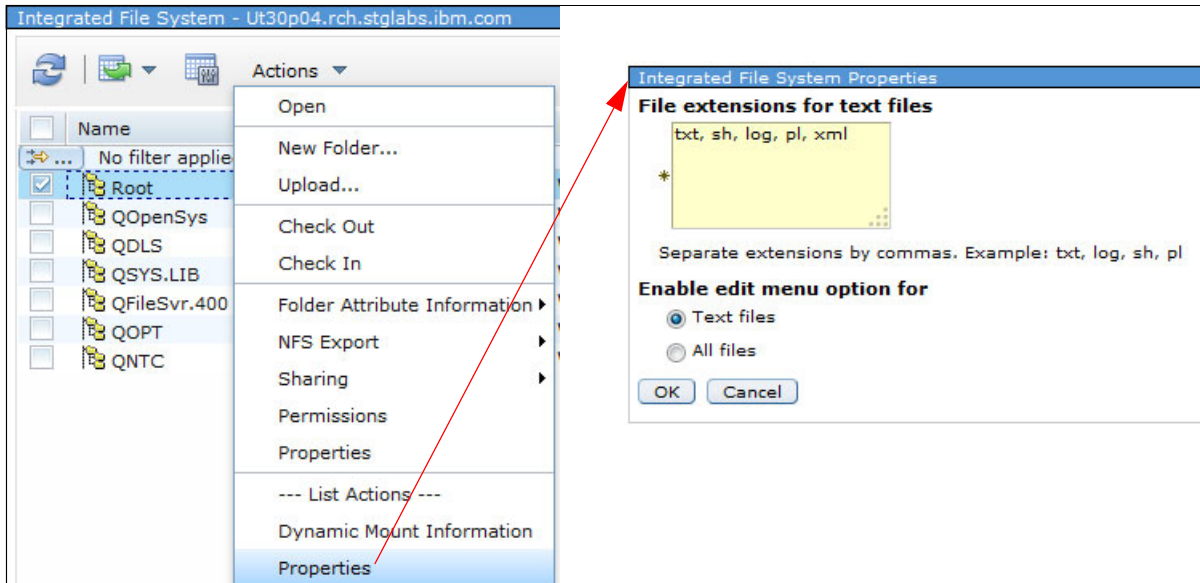 Integrated File System - Ut30p04.rch.stglabs.ibm.com
Actions
Name
... No filter applie
Root
QOpenSys
QDLS
QSYS.LIB
QFileSvr.400
QOPT
QNTC
Open
New Folder...
Upload...
Check Out
Check In
Folder Attribute Information
NFS Export
Sharing
Permissions
Properties
--- List Actions ---
Dynamic Mount Information
Properties
Integrated File System Properties
File extensions for text files
txt, sh, log, pl, xml
*
Separate extensions by commas. Example: txt, log, sh, pl
Enable edit menu option for
Text files
All files
OK Cancel